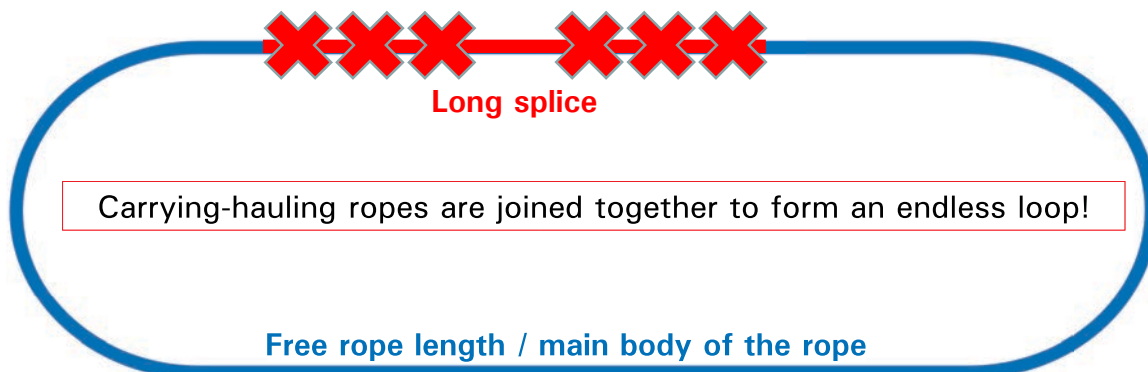 Long splice
Carrying-hauling ropes are joined together to form an endless loop!
Free rope length / main body of the rope